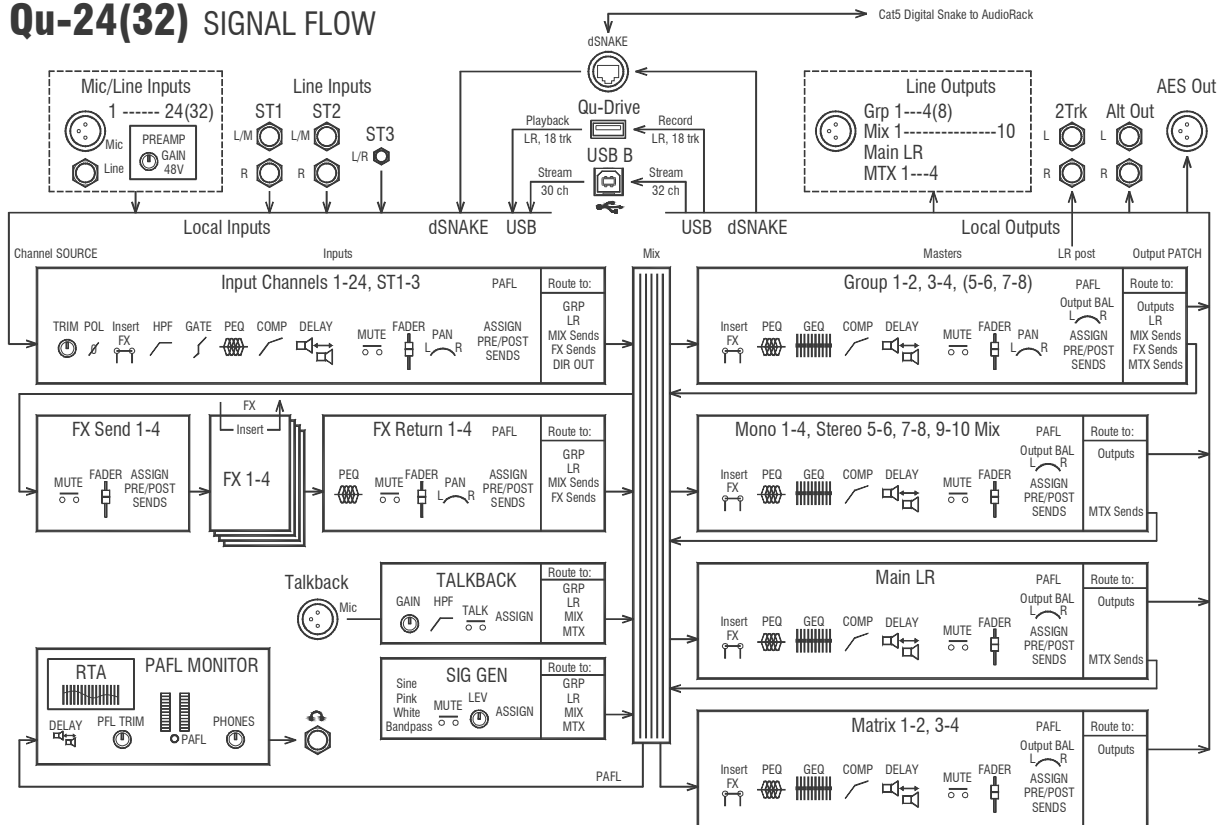 Qu-24(32) SIGNAL FLOW
Cat5 Digital Snake to AudioRack
dSNAKE
Mic/Line Inputs
1 ------ 24(32)
Mic
Line
PREAMP
GAIN
48V
Line Inputs
ST1
ST2
ST3
L/M
L/M
L/R
R
R
Qu-Drive
Playback
LR, 18 trk
Record
LR, 18 trk
USB B
Stream
30 ch
Stream
32 ch
Line Outputs
Grp 1---4(8)
Mix 1--------------10
Main LR
MTX 1---4
2Trk
L
R
Alt Out
L
R
AES Out
Local Inputs
dSNAKE
USB
USB
dSNAKE
Local Outputs
Channel SOURCE
Inputs
Mix
Masters
LR post
Output PATCH
Input Channels 1-24, ST1-3
PAFL
Route to:
TRIM
POL
Insert
FX
HPF
GATE
PEQ
COMP
DELAY
MUTE
FADER
PAN
L
R
ASSIGN
PRE/POST
SENDS
GRP
LR
MIX Sends
FX Sends
DIR OUT
Group 1-2, 3-4, (5-6, 7-8)
PAFL
Route to:
Output BAL
L
R
Insert
FX
PEQ
GEQ
COMP
DELAY
MUTE
FADER
PAN
L
R
ASSIGN
PRE/POST
SENDS
Outputs
LR
MIX Sends
FX Sends
MTX Sends
FX Send 1-4
MUTE
FADER
ASSIGN
PRE/POST
SENDS
FX
Insert
FX 1-4
FX Return 1-4
PAFL
Route to:
PEQ
MUTE
FADER
PAN
L
R
ASSIGN
PRE/POST
SENDS
GRP
LR
MIX Sends
FX Sends
Mono 1-4, Stereo 5-6, 7-8, 9-10 Mix
PAFL
Route to:
Output BAL
L
R
Insert
FX
PEQ
GEQ
COMP
DELAY
MUTE
FADER
ASSIGN
PRE/POST
SENDS
Outputs
MTX Sends
Talkback
Mic
TALKBACK
Route to:
GAIN
HPF
TALK
ASSIGN
GRP
LR
MIX
MTX
Main LR
PAFL
Route to:
Output BAL
L
R
Insert
FX
PEQ
GEQ
COMP
DELAY
MUTE
FADER
ASSIGN
PRE/POST
SENDS
Outputs
MTX Sends
RTA
PAFL MONITOR
DELAY
PFL TRIM
PAFL
PHONES
SIG GEN
Route to:
Sine
Pink
White
Bandpass
MUTE
LEV
ASSIGN
GRP
LR
MIX
MTX
PAFL
Matrix 1-2, 3-4
PAFL
Route to:
Output BAL
L
R
Insert
FX
PEQ
GEQ
COMP
DELAY
MUTE
FADER
ASSIGN
PRE/POST
SENDS
Outputs